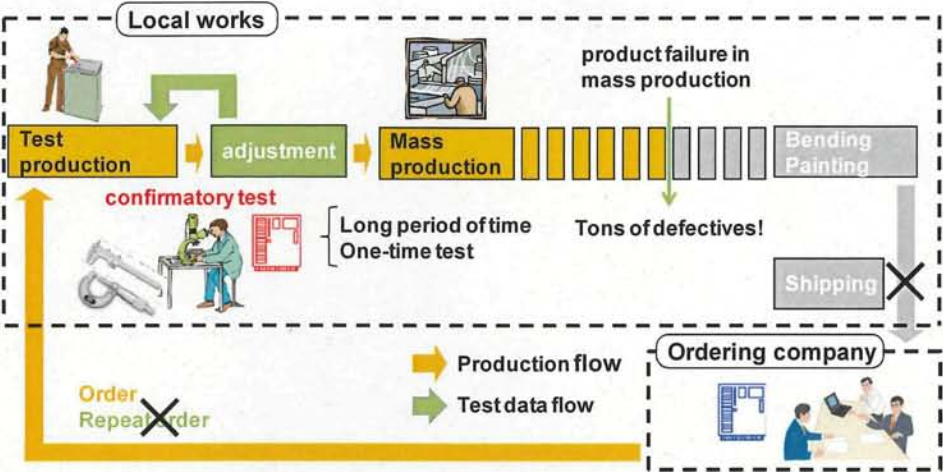 Local works
product failure in
mass production
Test
production
adjustment
Mass
production
Bending
Painting
confirmatory test
Long period of time
One-time test
Tons of defectives!
Shipping
Ordering company
Production flow
Order
Repeat order
Test data flow